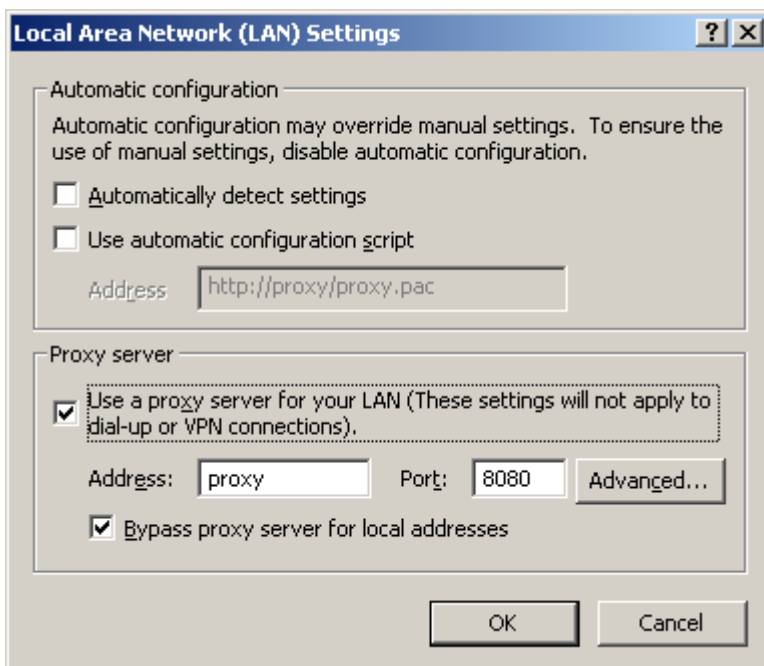 Local Area Network (LAN) Settings
Automatic configuration
Automatic configuration may override manual settings.  To ensure the
use of manual settings, disable automatic configuration.
Automatically detect settings
Use automatic configuration script
Address http://proxy/proxy.pac
Proxy server
Use a proxy server for your LAN (These settings will not apply to
dial-up or VPN connections).
Address: proxy Port: 8080 Advanced...
Bypass proxy server for local addresses
OK Cancel